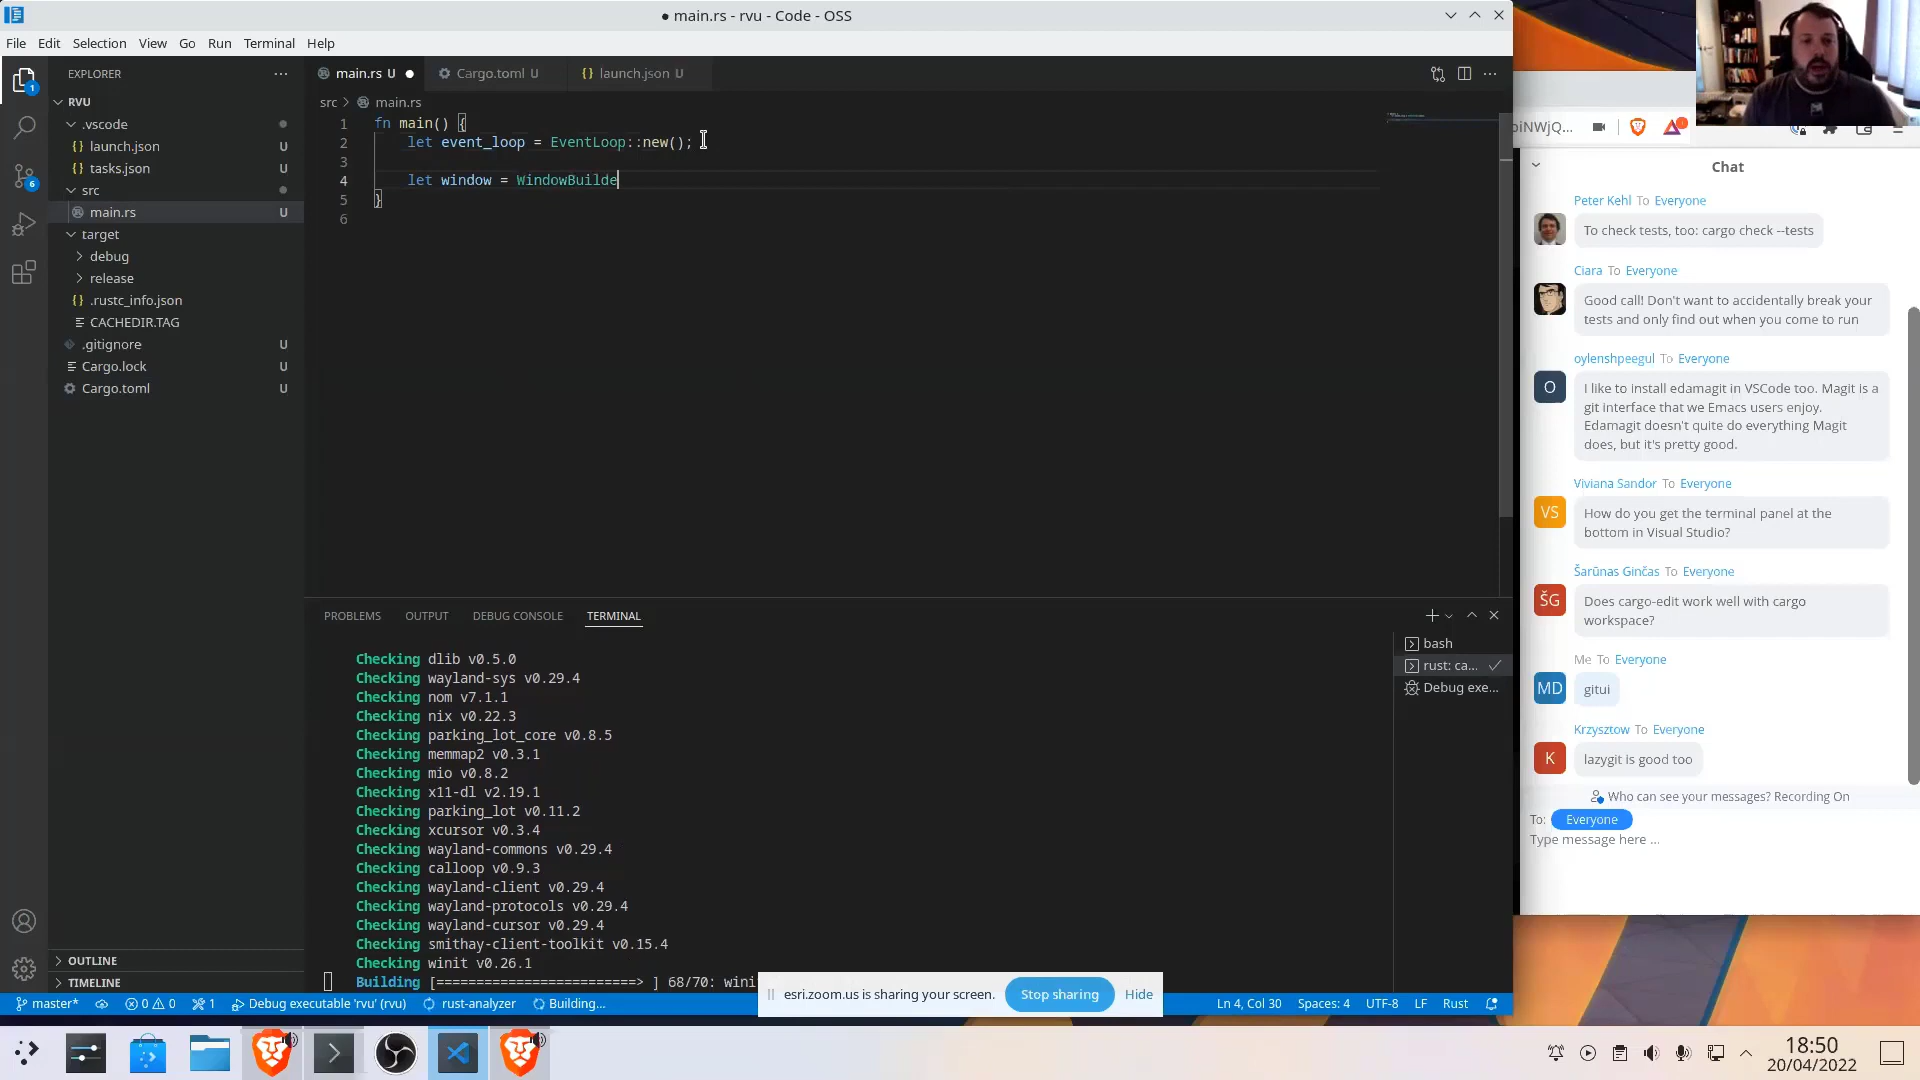 ● main.rs - rvu - Code - OSS
File Edit Selection View Go Run Terminal Help
EXPLORER
RVU
.vscode
launch.json
tasks.json
src
main.rs U
target
debug
release
.rustc_info.json
CACHEDIR.TAG
.gitignore U
Cargo.lock U
Cargo.toml U
OUTLINE
TIMELINE
1
6
main.rs U ●
Cargo.toml U
launch.json U
src > main.rs
1 fn main() {
2 let event_loop = EventLoop::new();
3
4 let window = WindowBuilde
5 }
6
PROBLEMS OUTPUT DEBUG CONSOLE TERMINAL
Checking dlib v0.5.0
Checking wayland-sys v0.29.4
Checking nom v7.1.1
Checking nix v0.22.3
Checking parking_lot_core v0.8.5
Checking memmap2 v0.3.1
Checking mio v0.8.2
Checking x11-dl v2.19.1
Checking parking_lot v0.11.2
Checking xcursor v0.3.4
Checking wayland-commons v0.29.4
Checking calloop v0.9.3
Checking wayland-client v0.29.4
Checking wayland-protocols v0.29.4
Checking wayland-cursor v0.29.4
Checking smithay-client-toolkit v0.15.4
Checking winit v0.26.1
Building [=========================> ] 68/70: wini
bash
rust: ca...
Debug exe...
esri.zoom.us is sharing your screen. Stop sharing Hide
master* 0 0 1 Debug executable 'rvu' (rvu) rust-analyzer Building...
Ln 4, Col 30 Spaces: 4 UTF-8 LF Rust
Chat
Peter Kehl To Everyone
To check tests, too: cargo check --tests
Ciara To Everyone
Good call! Don't want to accidentally break your
tests and only find out when you come to run
oylenshpeegul To Everyone
O
I like to install edamagit in VSCode too. Magit is a
git interface that we Emacs users enjoy.
Edamagit doesn't quite do everything Magit
does, but it's pretty good.
Viviana Sandor To Everyone
VS
How do you get the terminal panel at the
bottom in Visual Studio?
Šarūnas Ginčas To Everyone
ŠG
Does cargo-edit work well with cargo
workspace?
Me To Everyone
MD
gitui
Krzysztow To Everyone
K
lazygit is good too
Who can see your messages? Recording On
To: Everyone
Type message here ...
18:50
20/04/2022